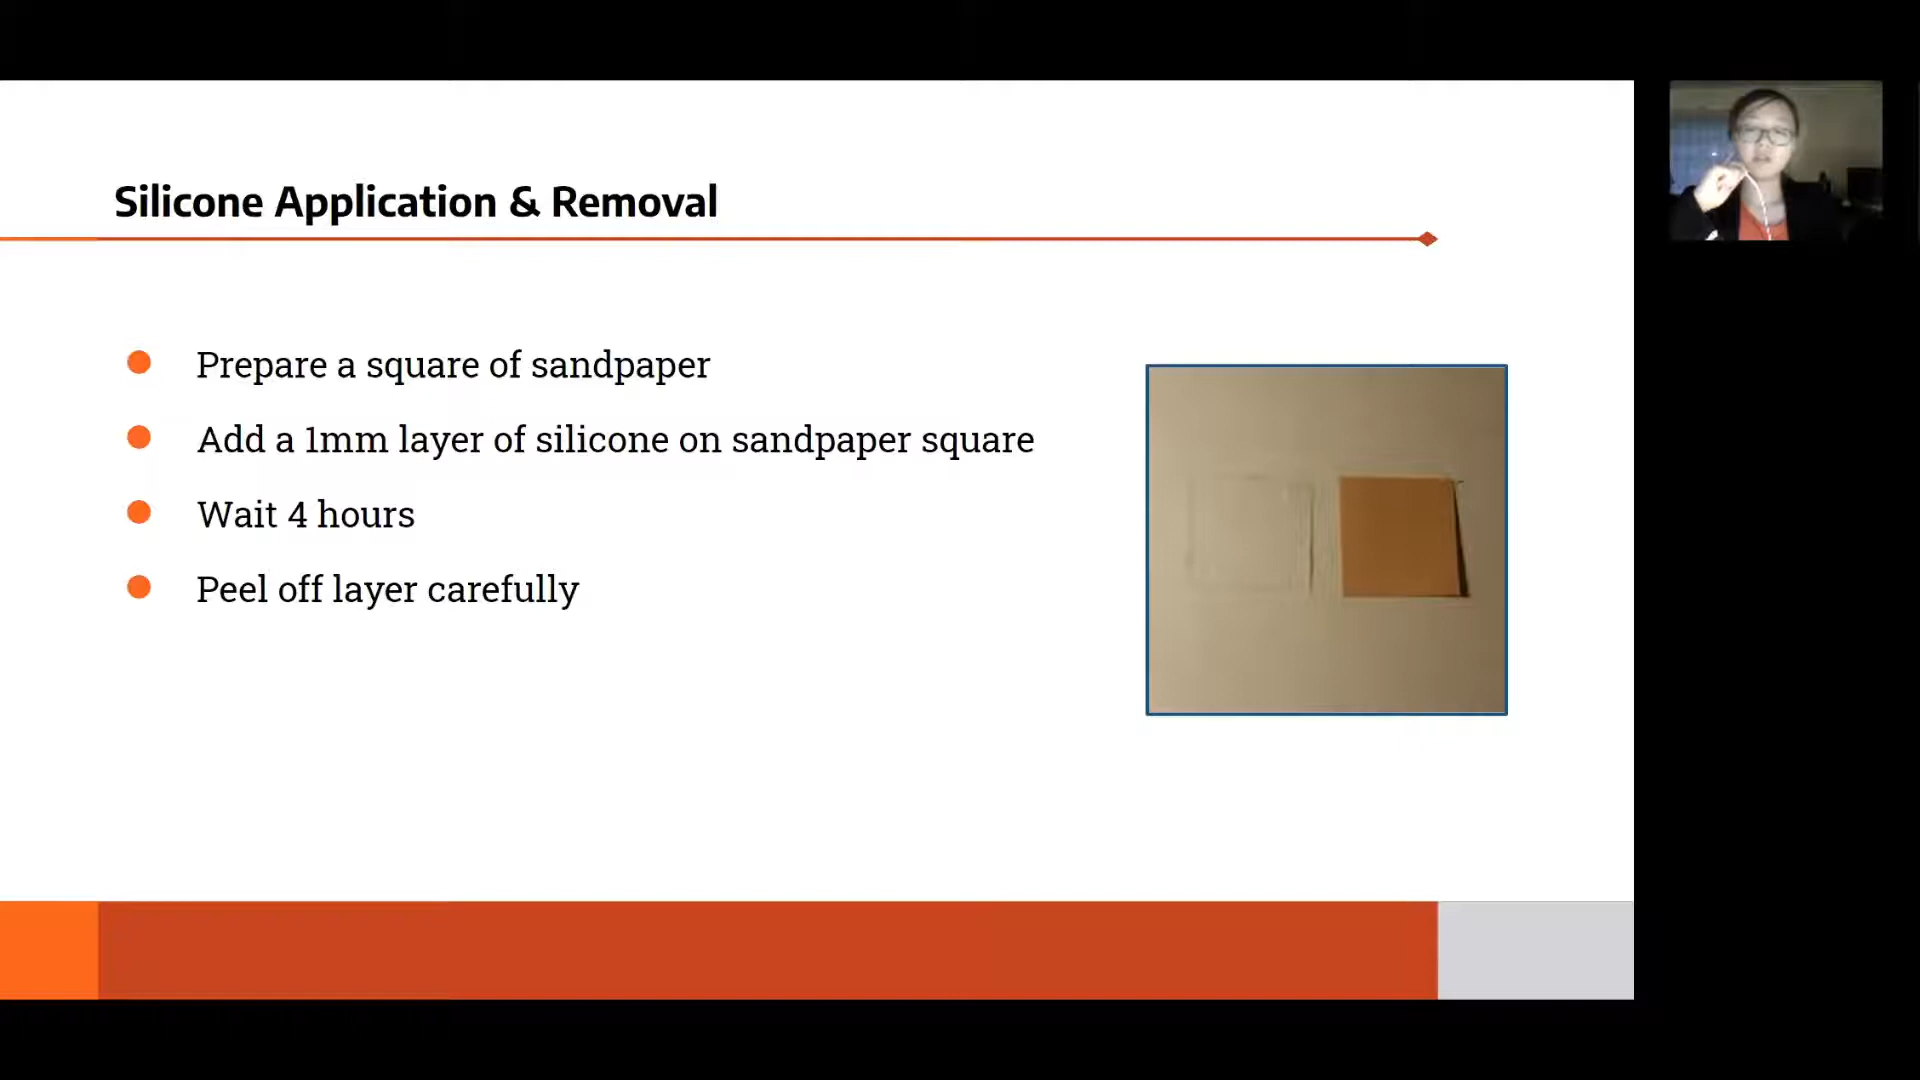 Silicone Application & Removal
Prepare a square of sandpaper
Add a 1mm layer of silicone on sandpaper square
Wait 4 hours
Peel off layer carefully